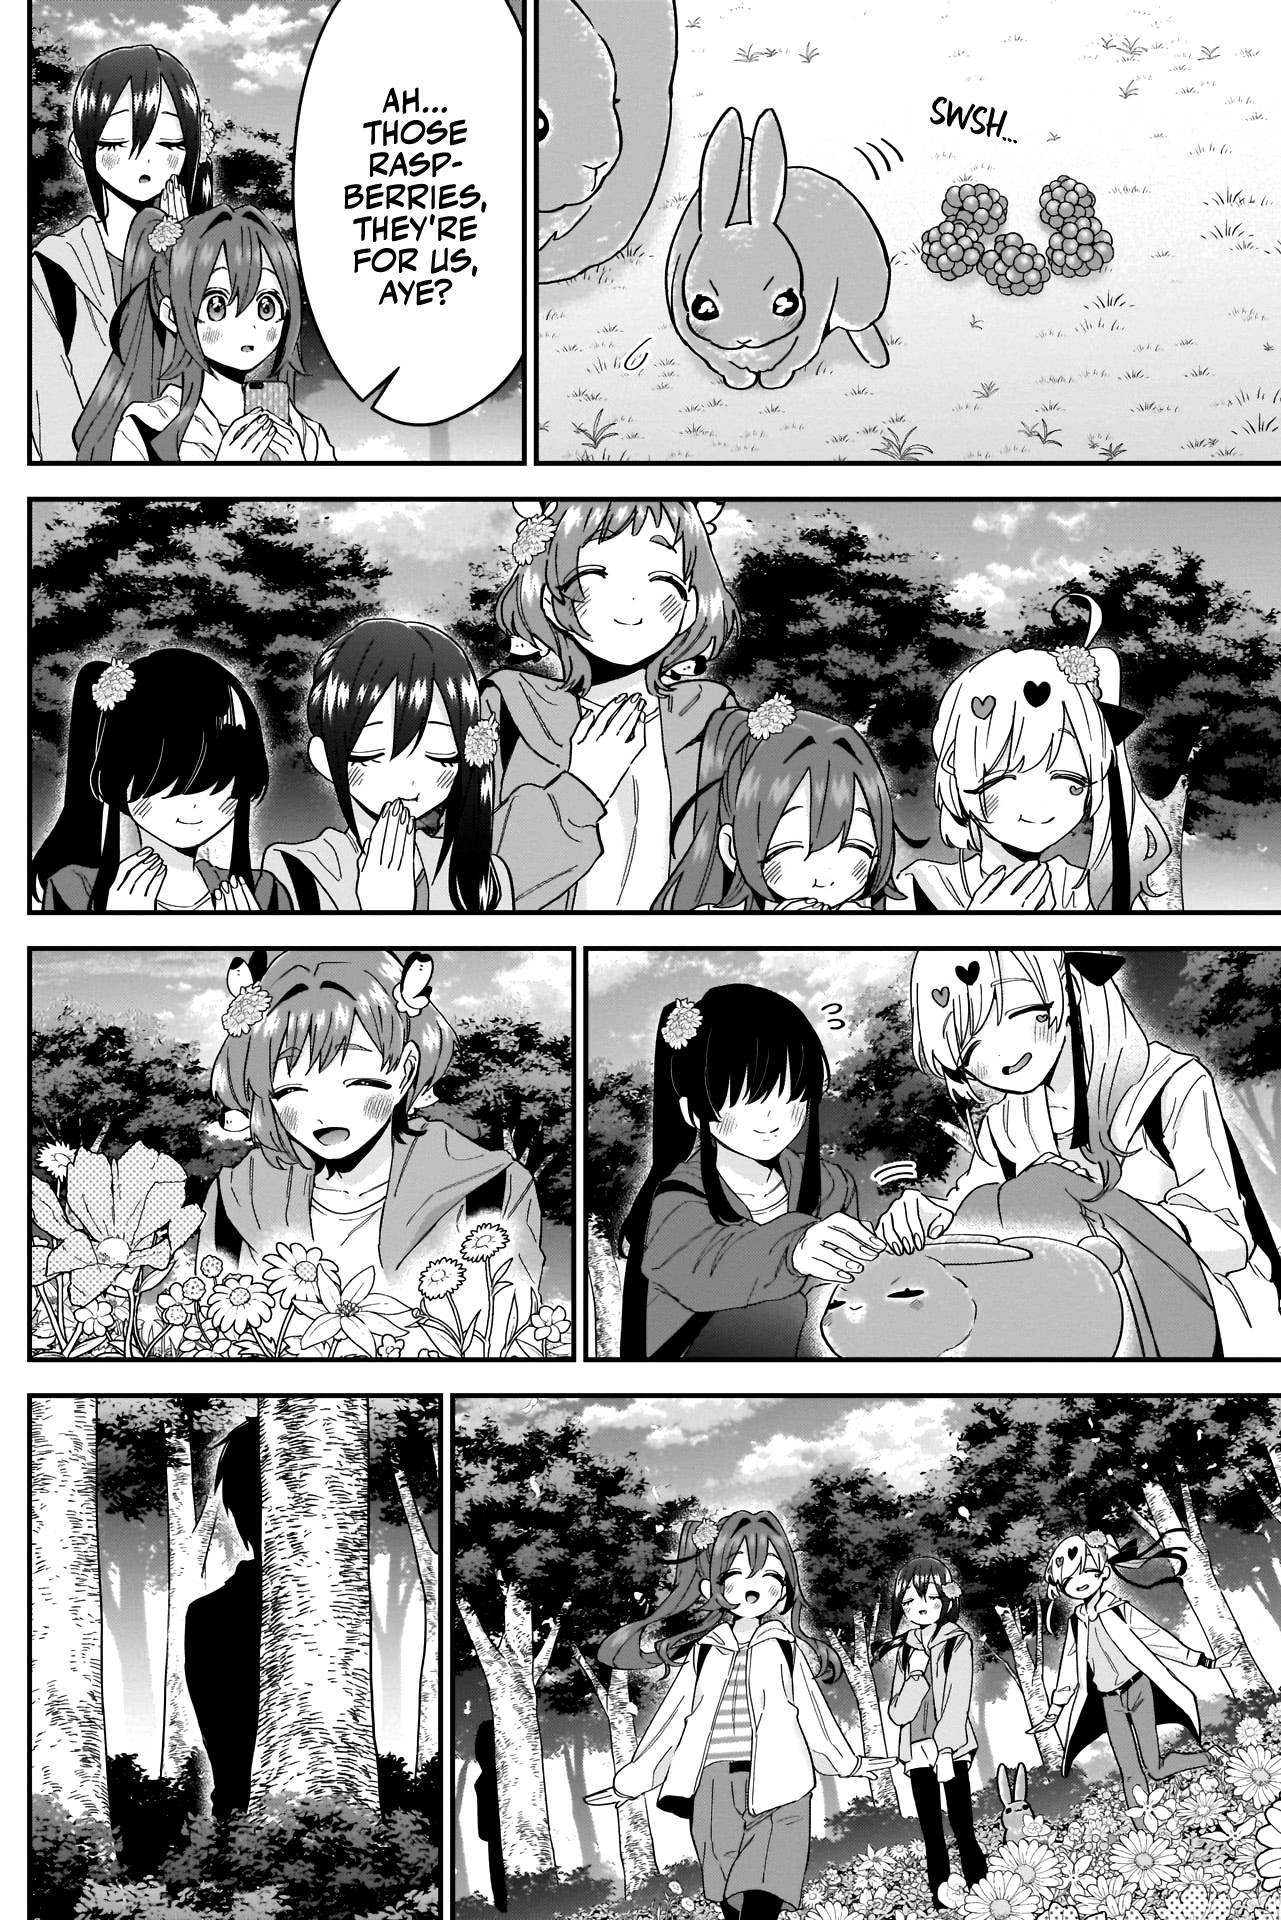 SWSH...
AH...
THOSE
RASP-
BERRIES,
THEY'RE
FOR US,
AYE?